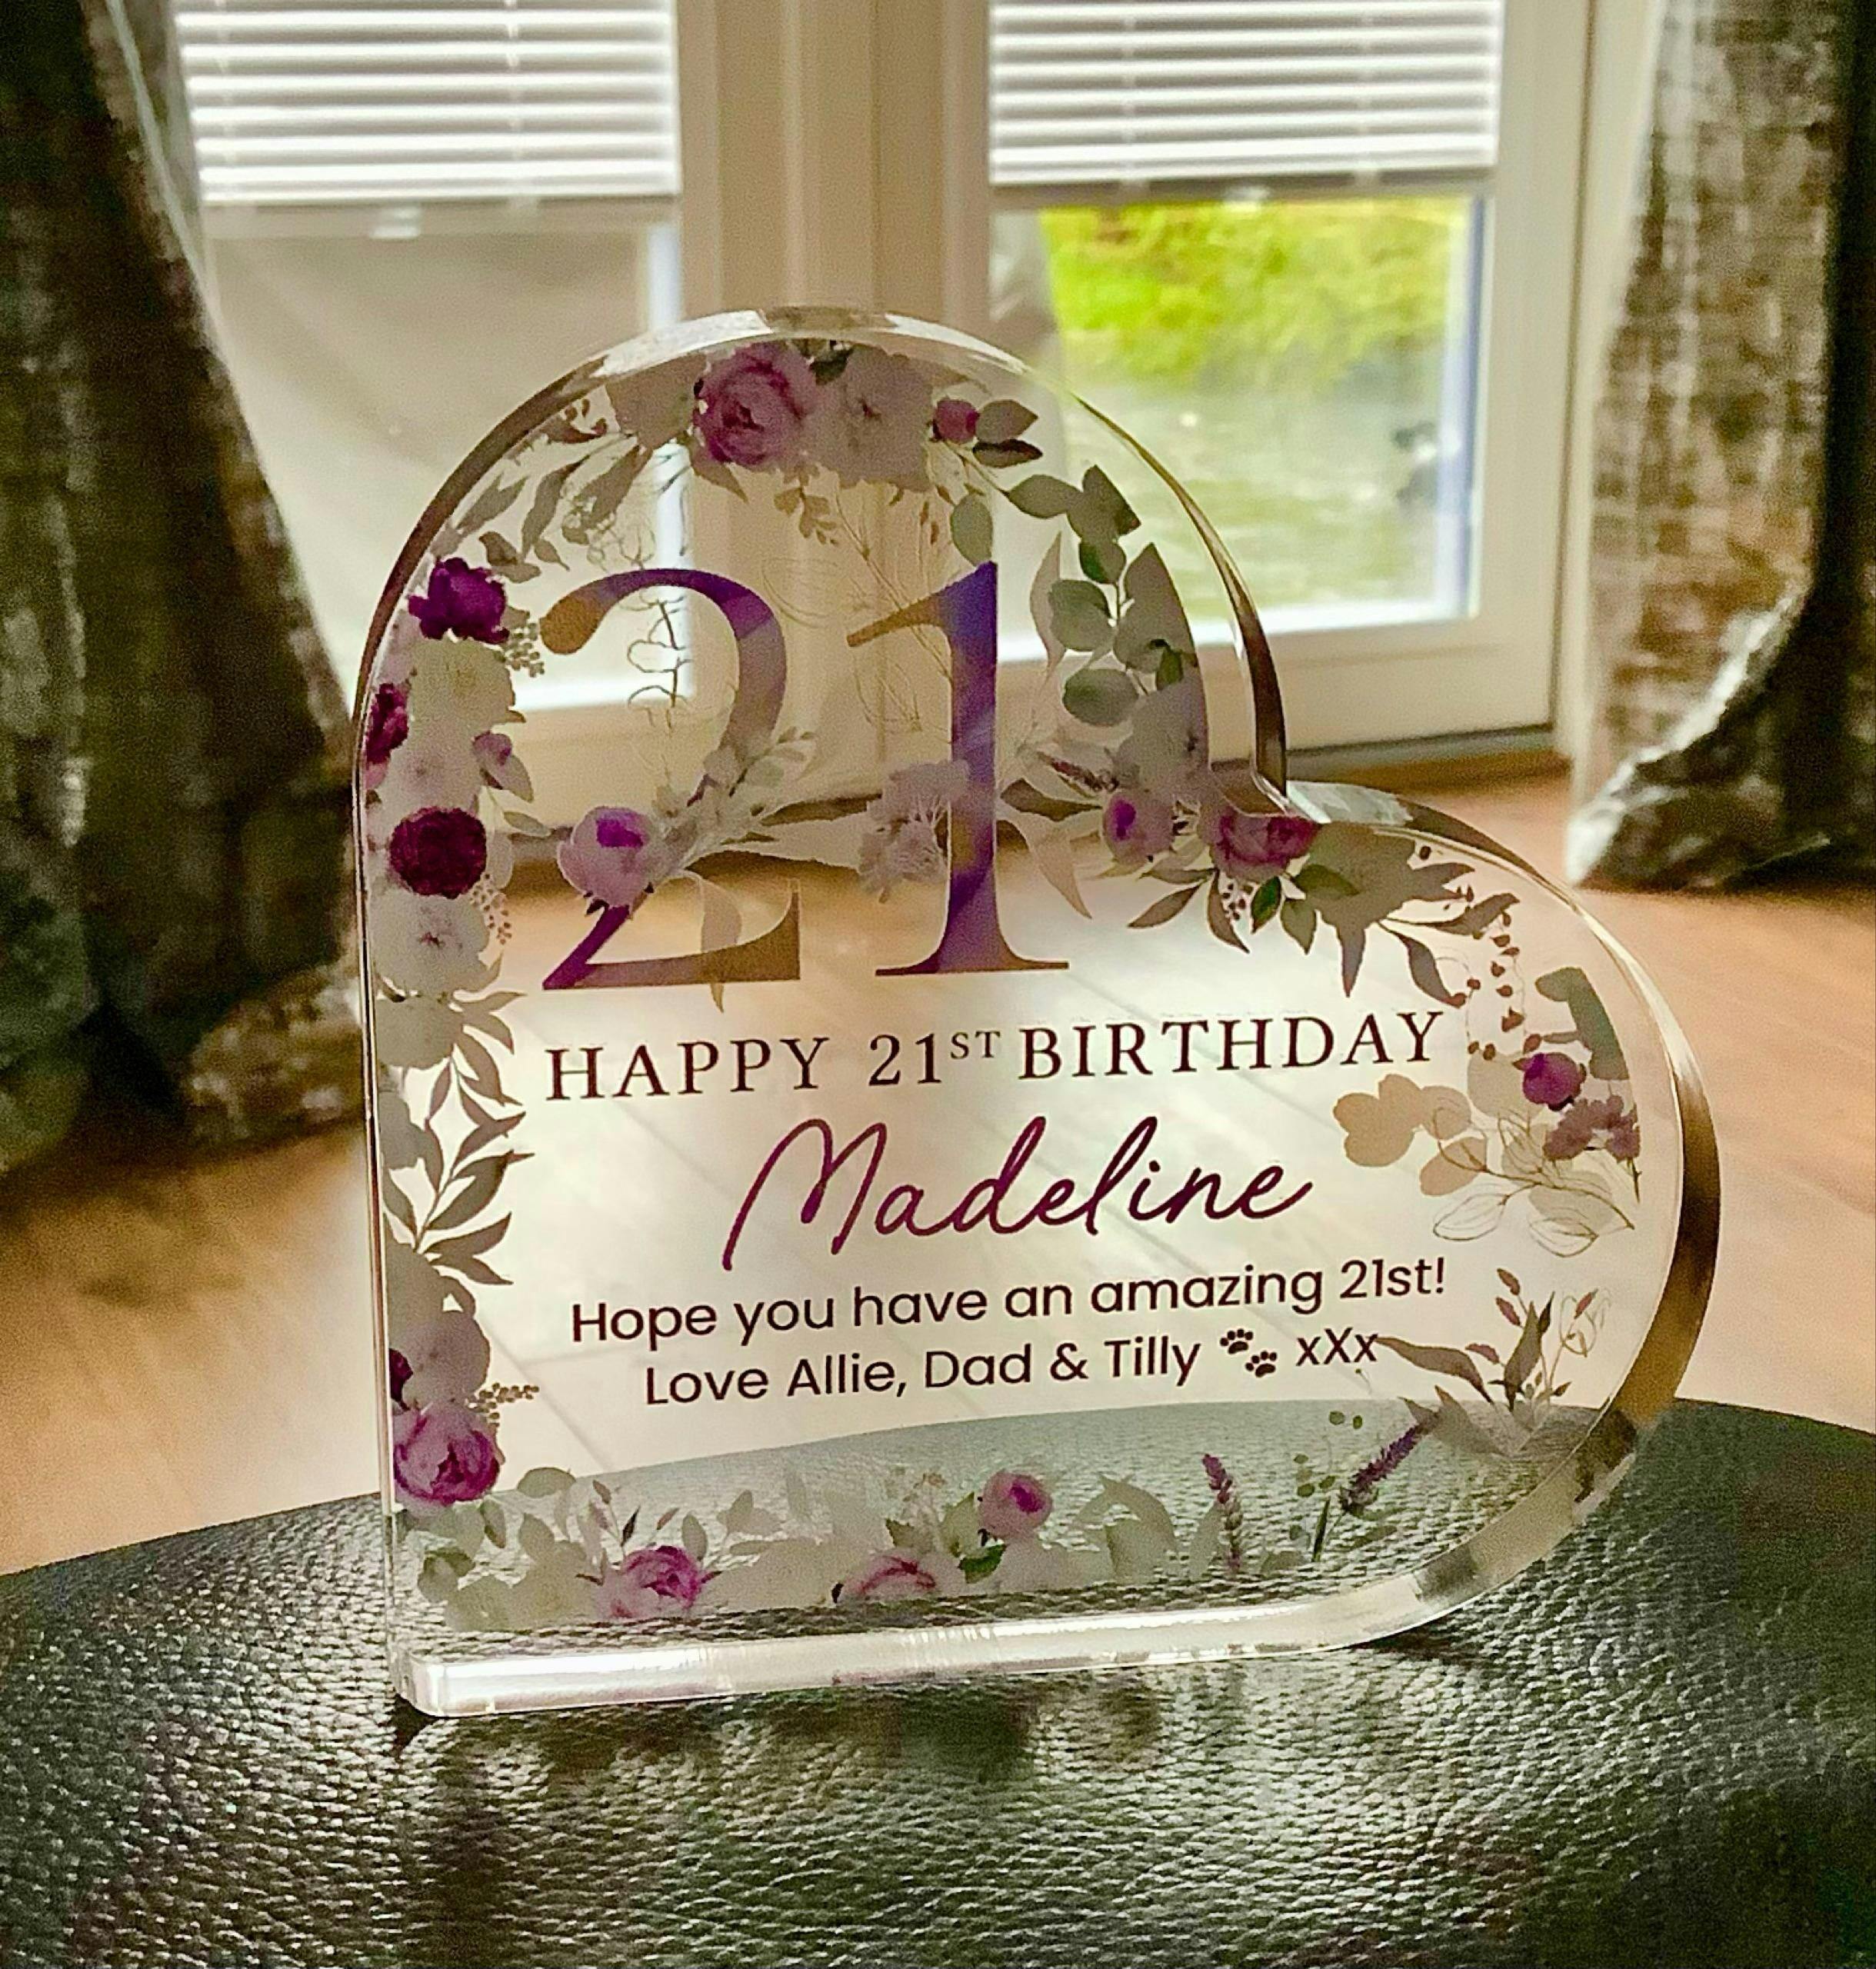 21
HAPPY 21ST BIRTHDAY
Madeline
Hope you have an amazing 21st!
Love Allie, Dad & Tilly 🐾 xXx